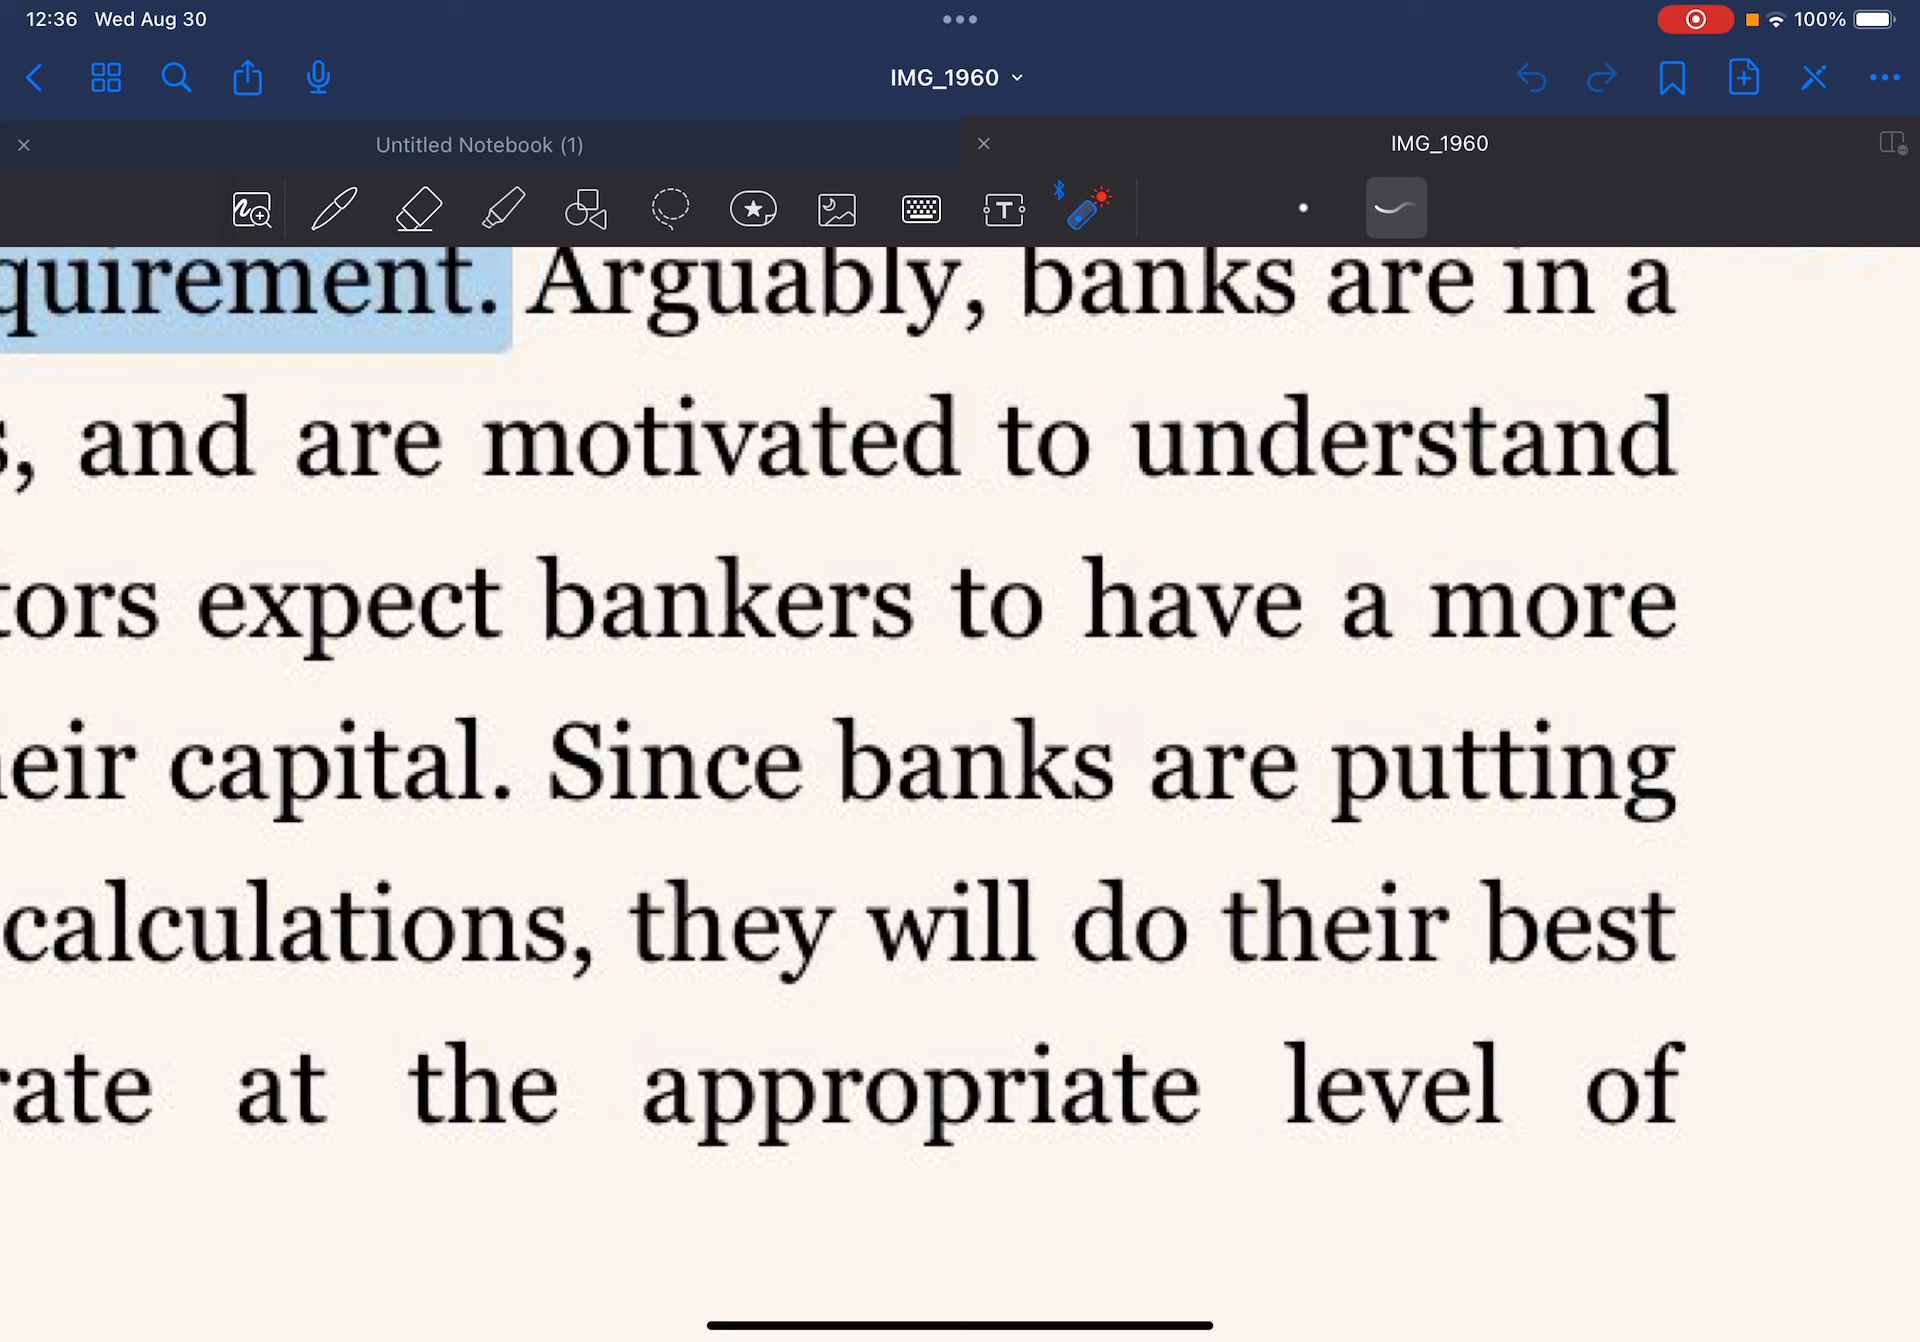 12:36 Wed Aug 30
100%
IMG_1960
Untitled Notebook (1)
IMG_1960
T
quirement. Arguably, banks are in a
, and are motivated to understand
tors expect bankers to have a more
eir capital. Since banks are putting
calculations, they will do their best
rate at the appropriate level of